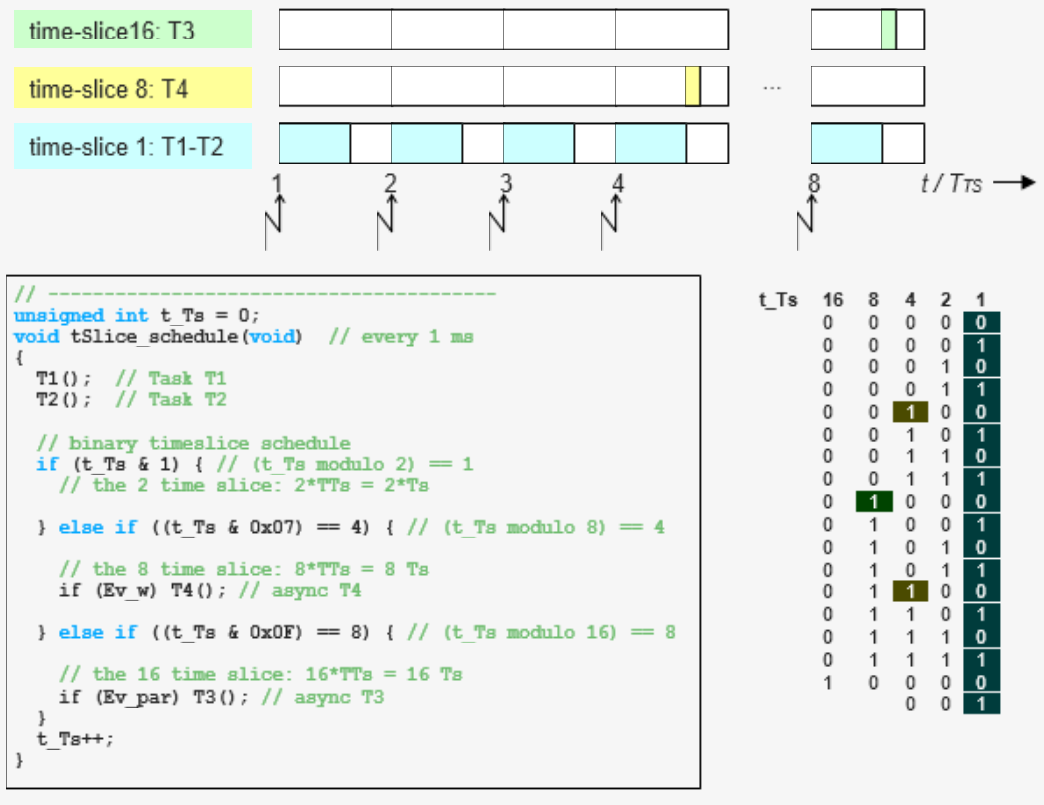 time-slice16: T3
time-slice 8: T4
...
time-slice 1: T1-T2
1 2 3 4 8 t / TTS
// ----------------------------------------
unsigned int t_Ts = 0;
void tSlice_schedule(void)  // every 1 ms
{
  T1();  // Task T1
  T2();  // Task T2
  // binary timeslice schedule
  if (t_Ts & 1) { // (t_Ts modulo 2) == 1
    // the 2 time slice: 2*TTs = 2*Ts
  } else if ((t_Ts & 0x07) == 4) { // (t_Ts modulo 8) == 4
    // the 8 time slice: 8*TTs = 8 Ts
    if (Ev_w) T4(); // async T4
  } else if ((t_Ts & 0x0F) == 8) { // (t_Ts modulo 16) == 8
    // the 16 time slice: 16*TTs = 16 Ts
    if (Ev_par) T3(); // async T3
  }
  t_Ts++;
}
t_Ts 16 8 4 2 1
0 0 0 0 0
0 0 0 0 1
0 0 0 1 0
0 0 0 1 1
0 0 1 0 0
0 0 1 0 1
0 0 1 1 0
0 0 1 1 1
0 1 0 0 0
0 1 0 0 1
0 1 0 1 0
0 1 0 1 1
0 1 1 0 0
0 1 1 0 1
0 1 1 1 0
0 1 1 1 1
1 0 0 0 0
0 0 1